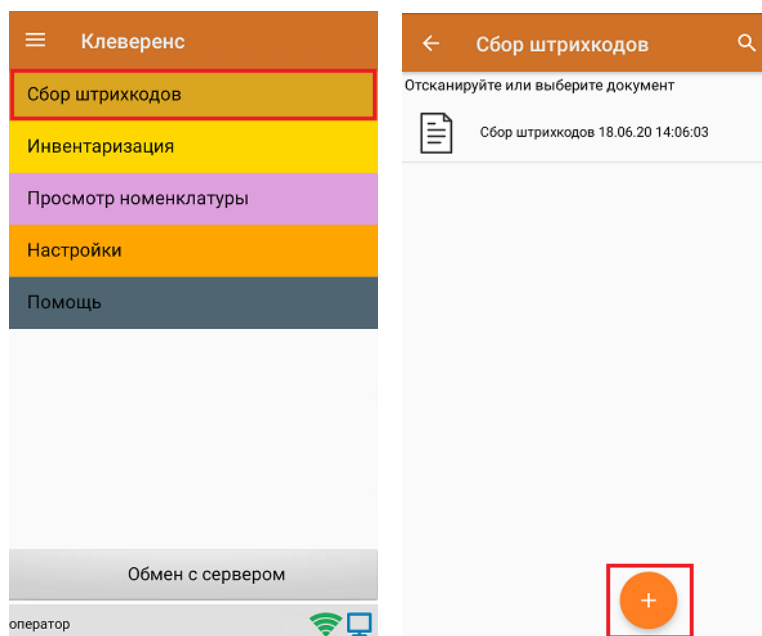 Клеверенс
Сбор штрихкодов
Инвентаризация
Просмотр номенклатуры
Настройки
Помощь
Обмен с сервером
оператор
Сбор штрихкодов
Отсканируйте или выберите документ
Сбор штрихкодов 18.06.20 14:06:03